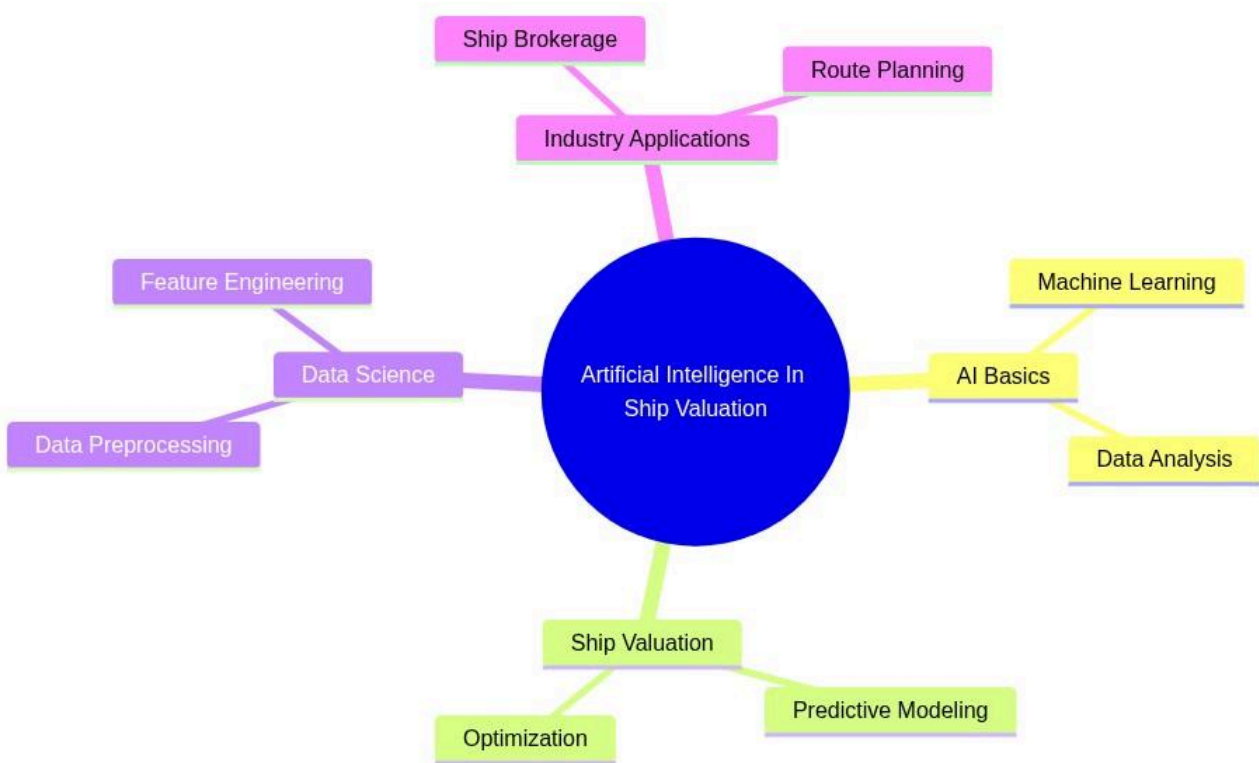 Ship Brokerage
Route Planning
Industry Applications
Feature Engineering
Machine Learning
Data Science
Artificial Intelligence In
Ship Valuation
AI Basics
Data Preprocessing
Data Analysis
Ship Valuation
Predictive Modeling
Optimization